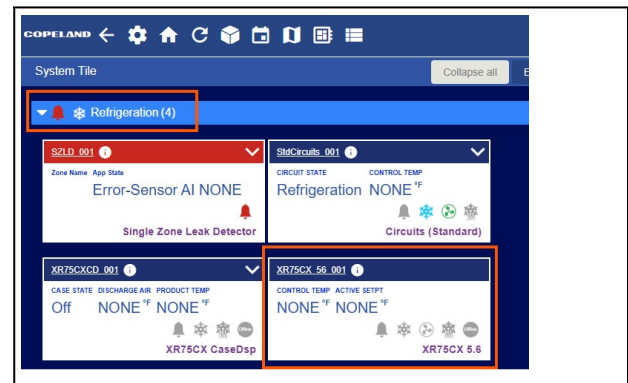 COPELAND
System Tile
Collapse all
E
Refrigeration (4)
SZLD_001
Zone Name App State
Error-Sensor AI NONE
Single Zone Leak Detector
StdCircuits_001
CIRCUIT STATE CONTROL TEMP
Refrigeration NONE °F
Circuits (Standard)
XR75CXCD_001
CASE STATE DISCHARGE AIR PRODUCT TEMP
Off NONE °F NONE °F
Offline
XR75CX CaseDsp
XR75CX_56_001
CONTROL TEMP ACTIVE SETPT
NONE °F NONE °F
Offline
XR75CX 5.6